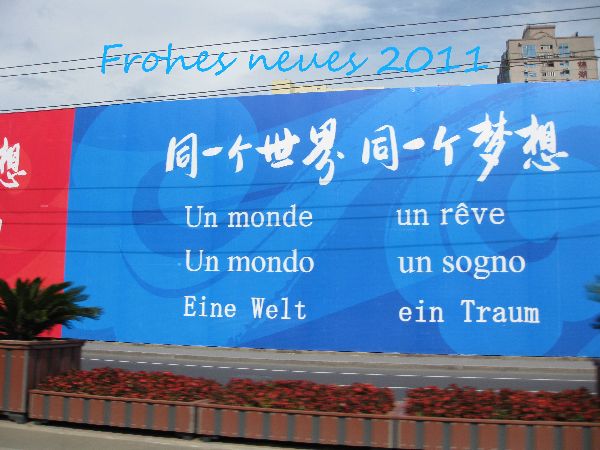 Frohes neues 2011
同一个世界 同一个梦想
Un monde un rêve
Un mondo un sogno
Eine Welt ein Traum
想